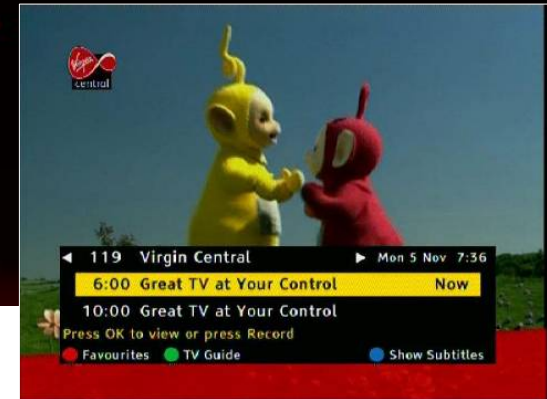 Virgin
central
119 Virgin Central Mon 5 Nov 7:36
6:00 Great TV at Your Control Now
10:00 Great TV at Your Control
Press OK to view or press Record
Favourites TV Guide Show Subtitles